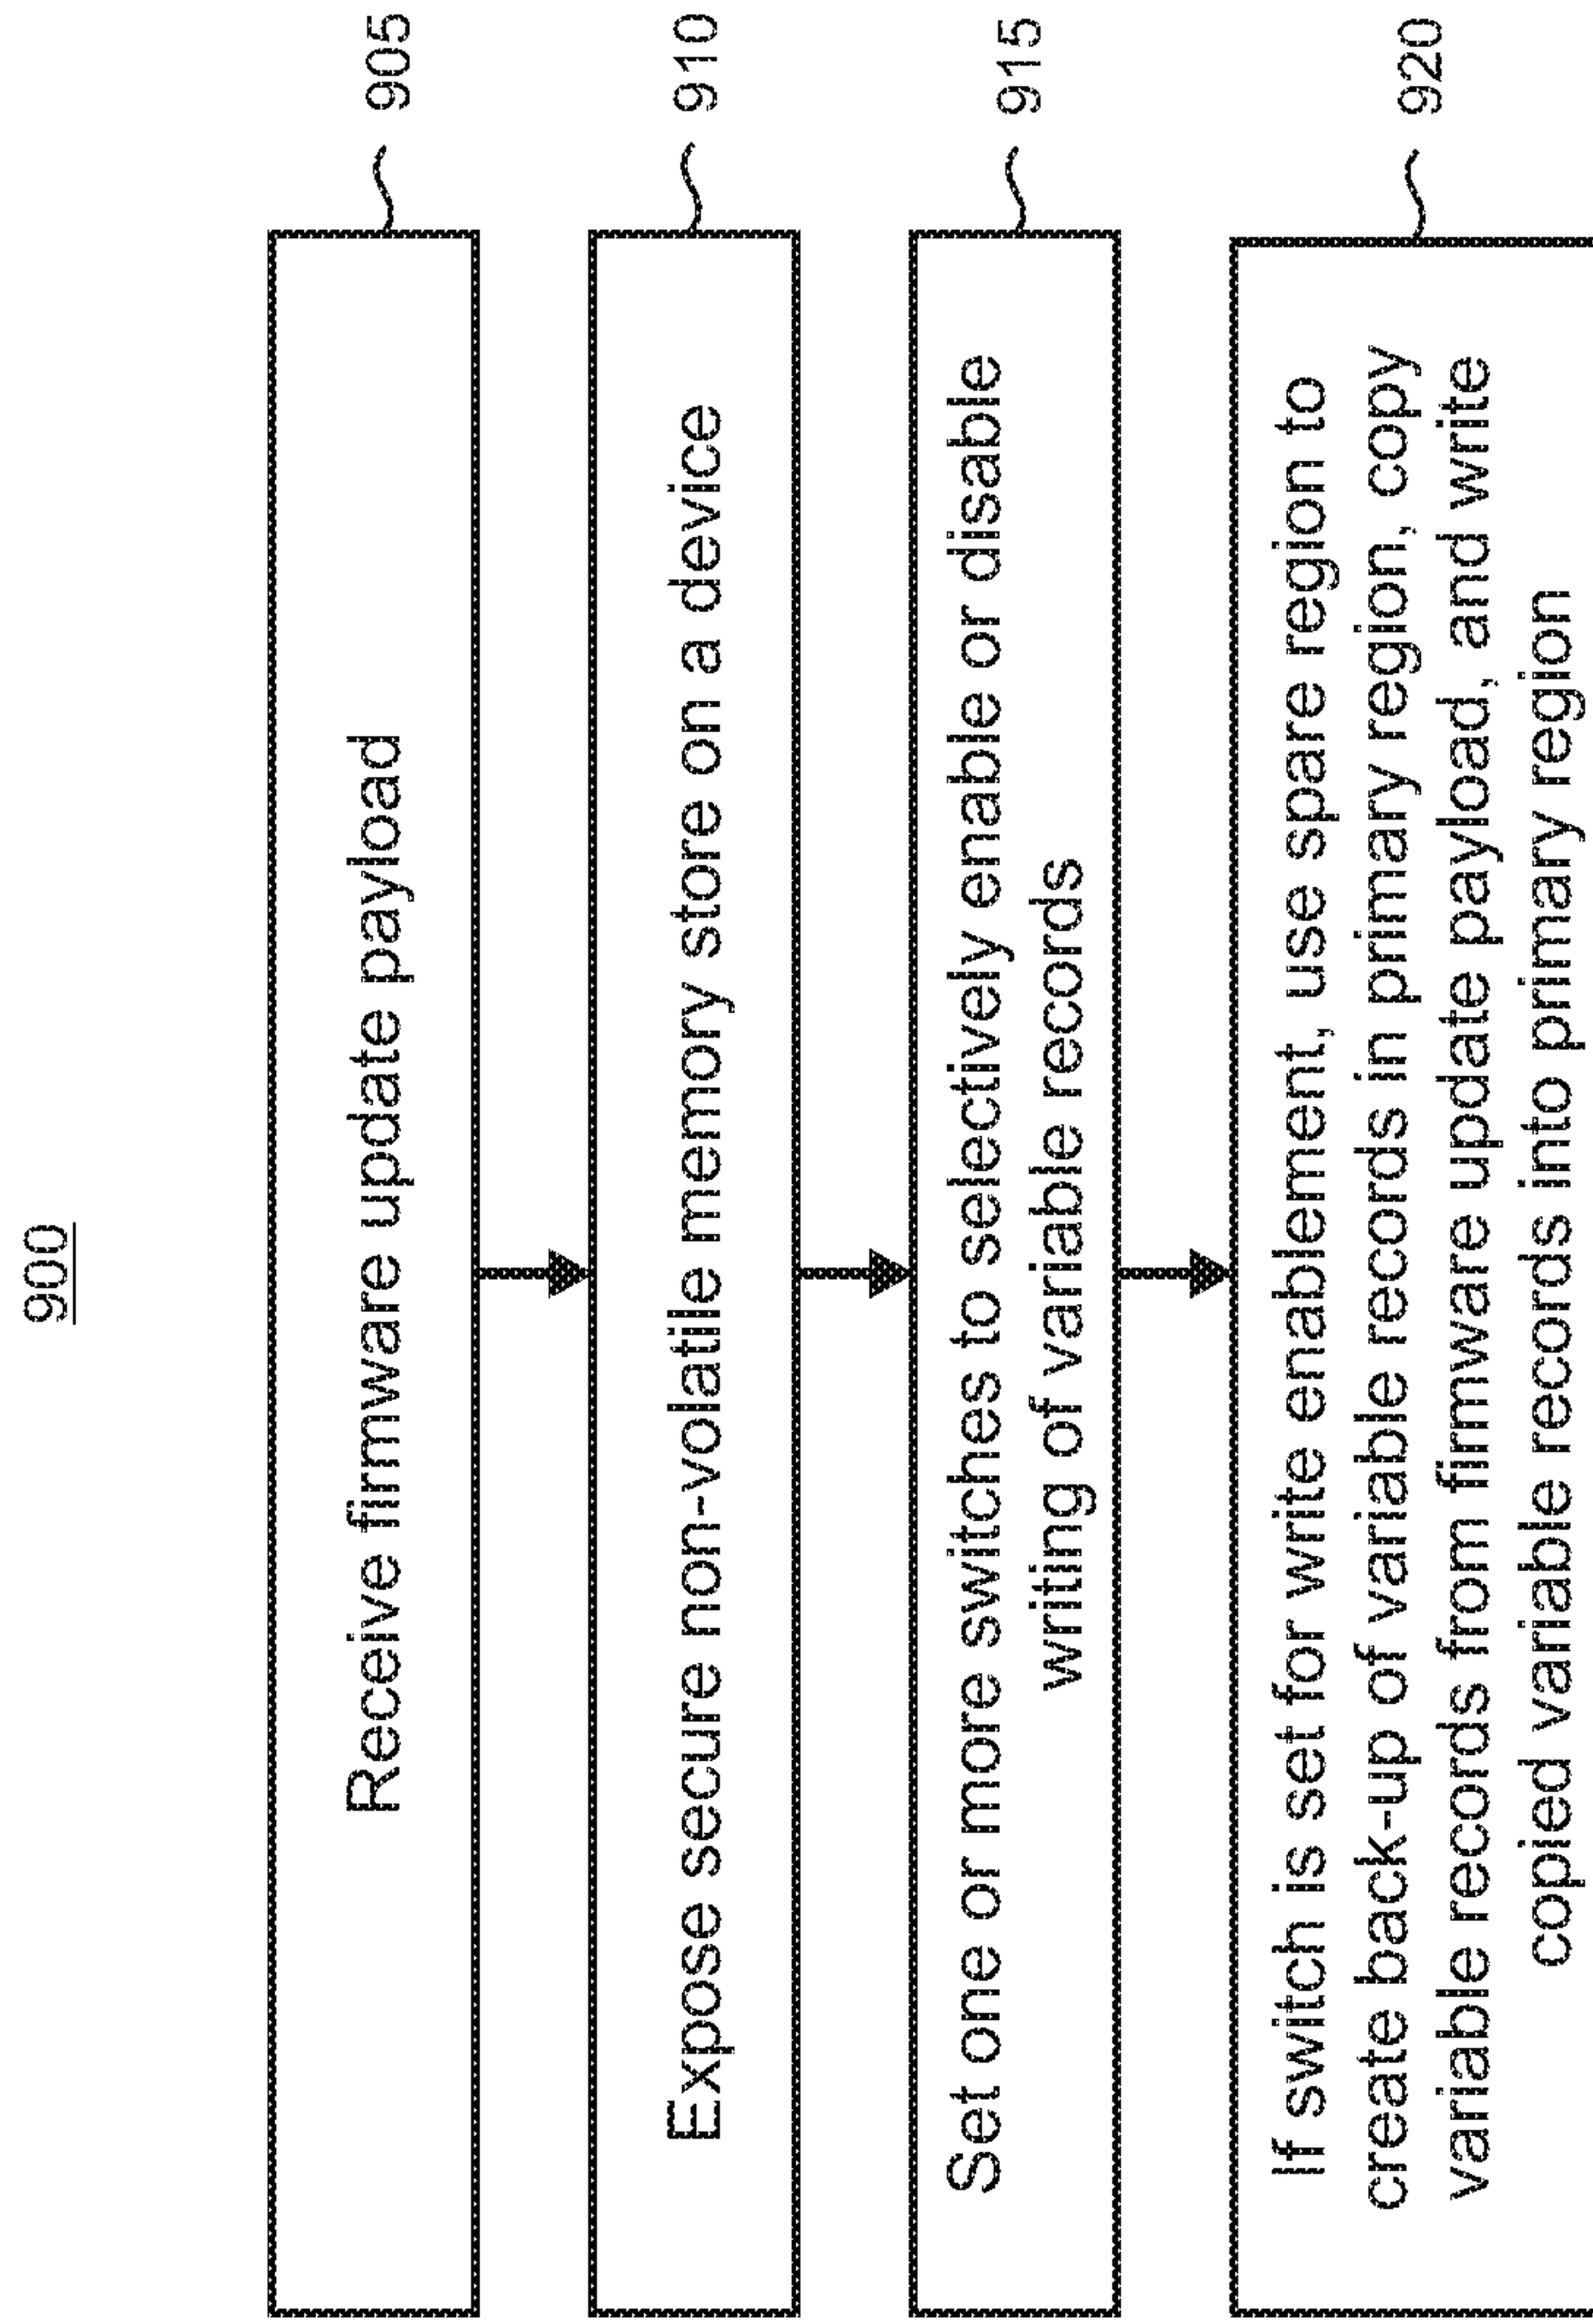 900
Receive firmware update payload
905
Expose secure non-volatile memory store on a device
910
Set one or more switches to selectively enable or disable
writing of variable records
915
If switch is set for write enablement, use spare region to
create back-up of variable records in primary region, copy
variable records from firmware update payload, and write
copied variable records into primary region
920